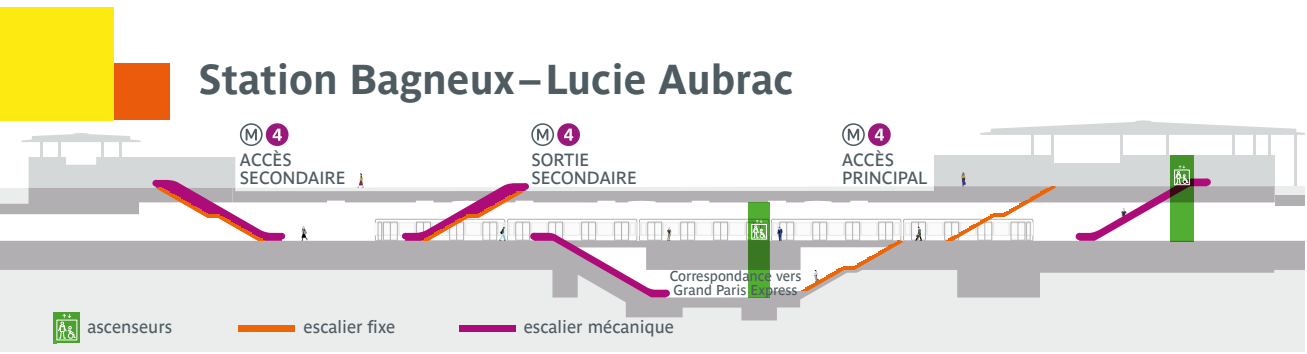 Station Bagneux–Lucie Aubrac
M 4
ACCÈS
SECONDAIRE
M 4
SORTIE
SECONDAIRE
M 4
ACCÈS
PRINCIPAL
Correspondance vers
Grand Paris Express
ascenseurs
escalier fixe
escalier mécanique